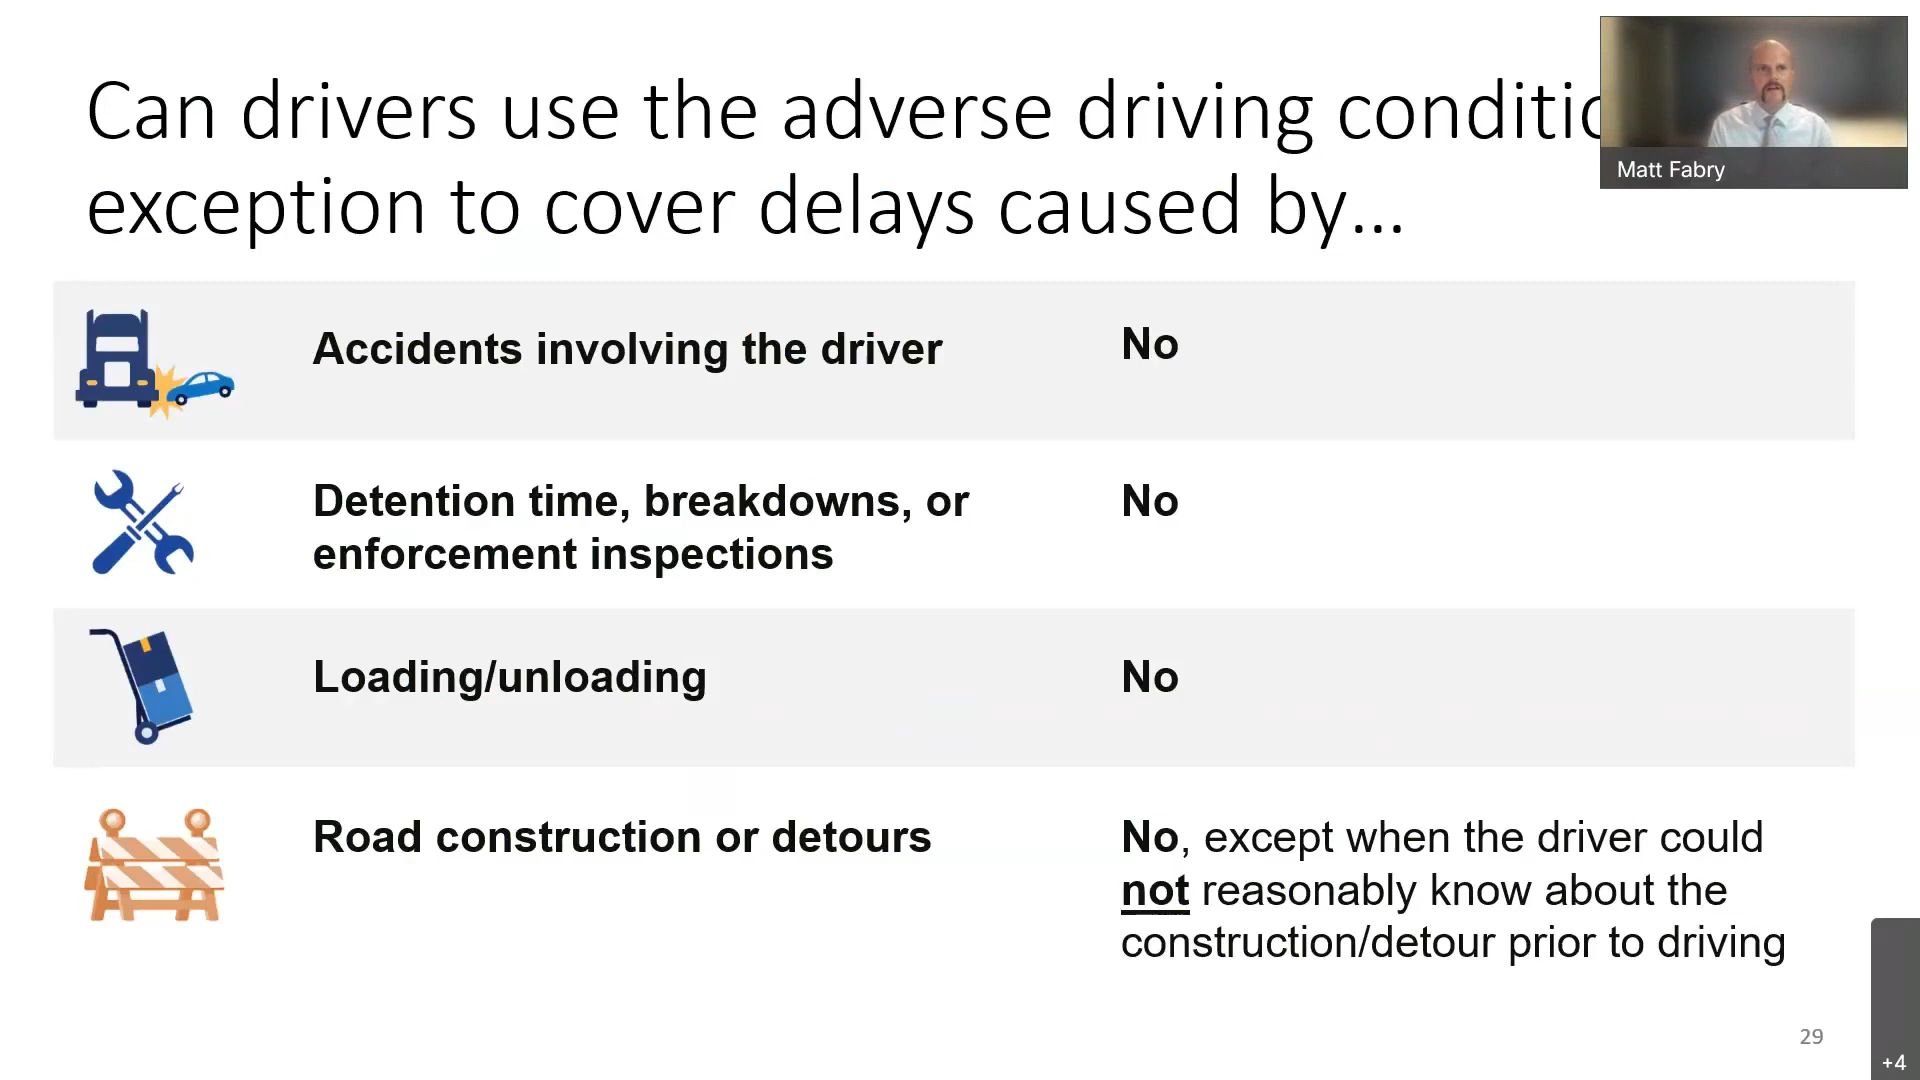 Can drivers use the adverse driving conditio
exception to cover delays caused by...
Matt Fabry
Accidents involving the driver
No
Detention time, breakdowns, or
enforcement inspections
No
Loading/unloading
No
Road construction or detours
No, except when the driver could
not reasonably know about the
construction/detour prior to driving
29
+4